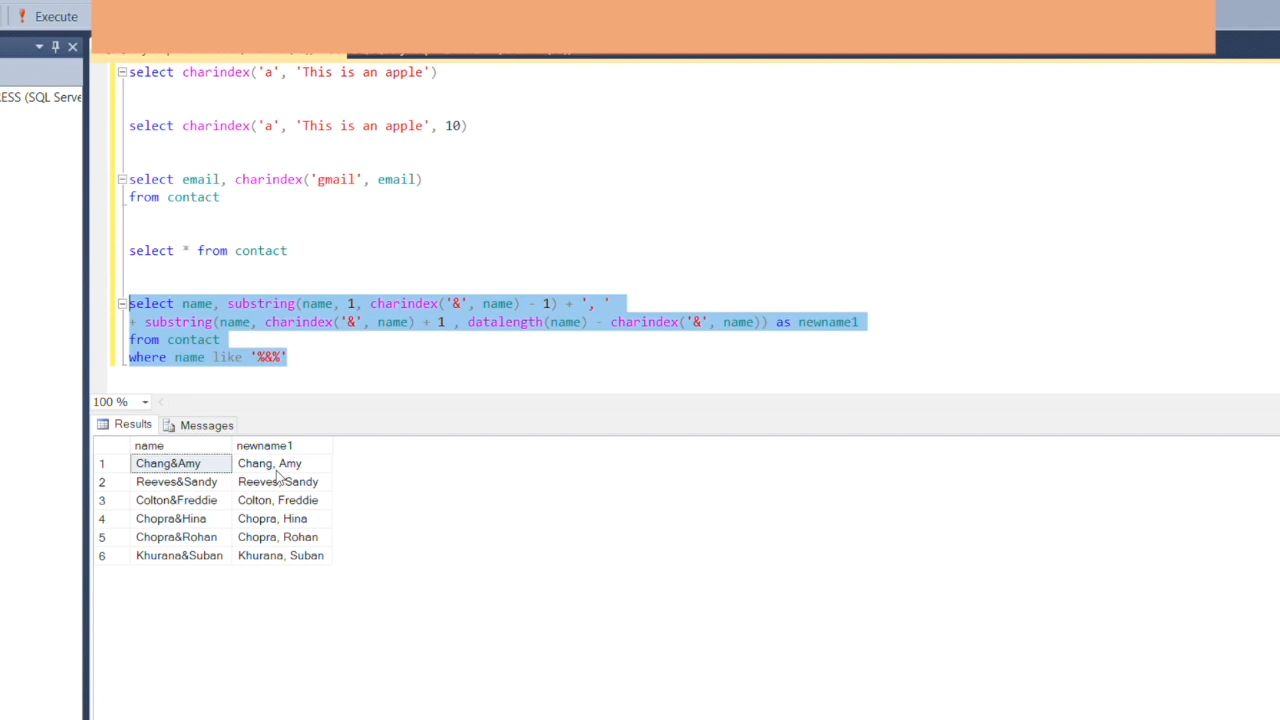 Execute
RESS (SQL Serve
select charindex('a', 'This is an apple')
select charindex('a', 'This is an apple', 10)
select email, charindex('gmail', email)
from contact
select * from contact
select name, substring(name, 1, charindex('&', name) - 1) + ', '
+ substring(name, charindex('&', name) + 1 , datalength(name) - charindex('&', name)) as newname1
from contact
where name like '%&%'
100 %
Results Messages
name newname1
1 Chang&Amy Chang, Amy
2 Reeves&Sandy Reeves, Sandy
3 Colton&Freddie Colton, Freddie
4 Chopra&Hina Chopra, Hina
5 Chopra&Rohan Chopra, Rohan
6 Khurana&Suban Khurana, Suban